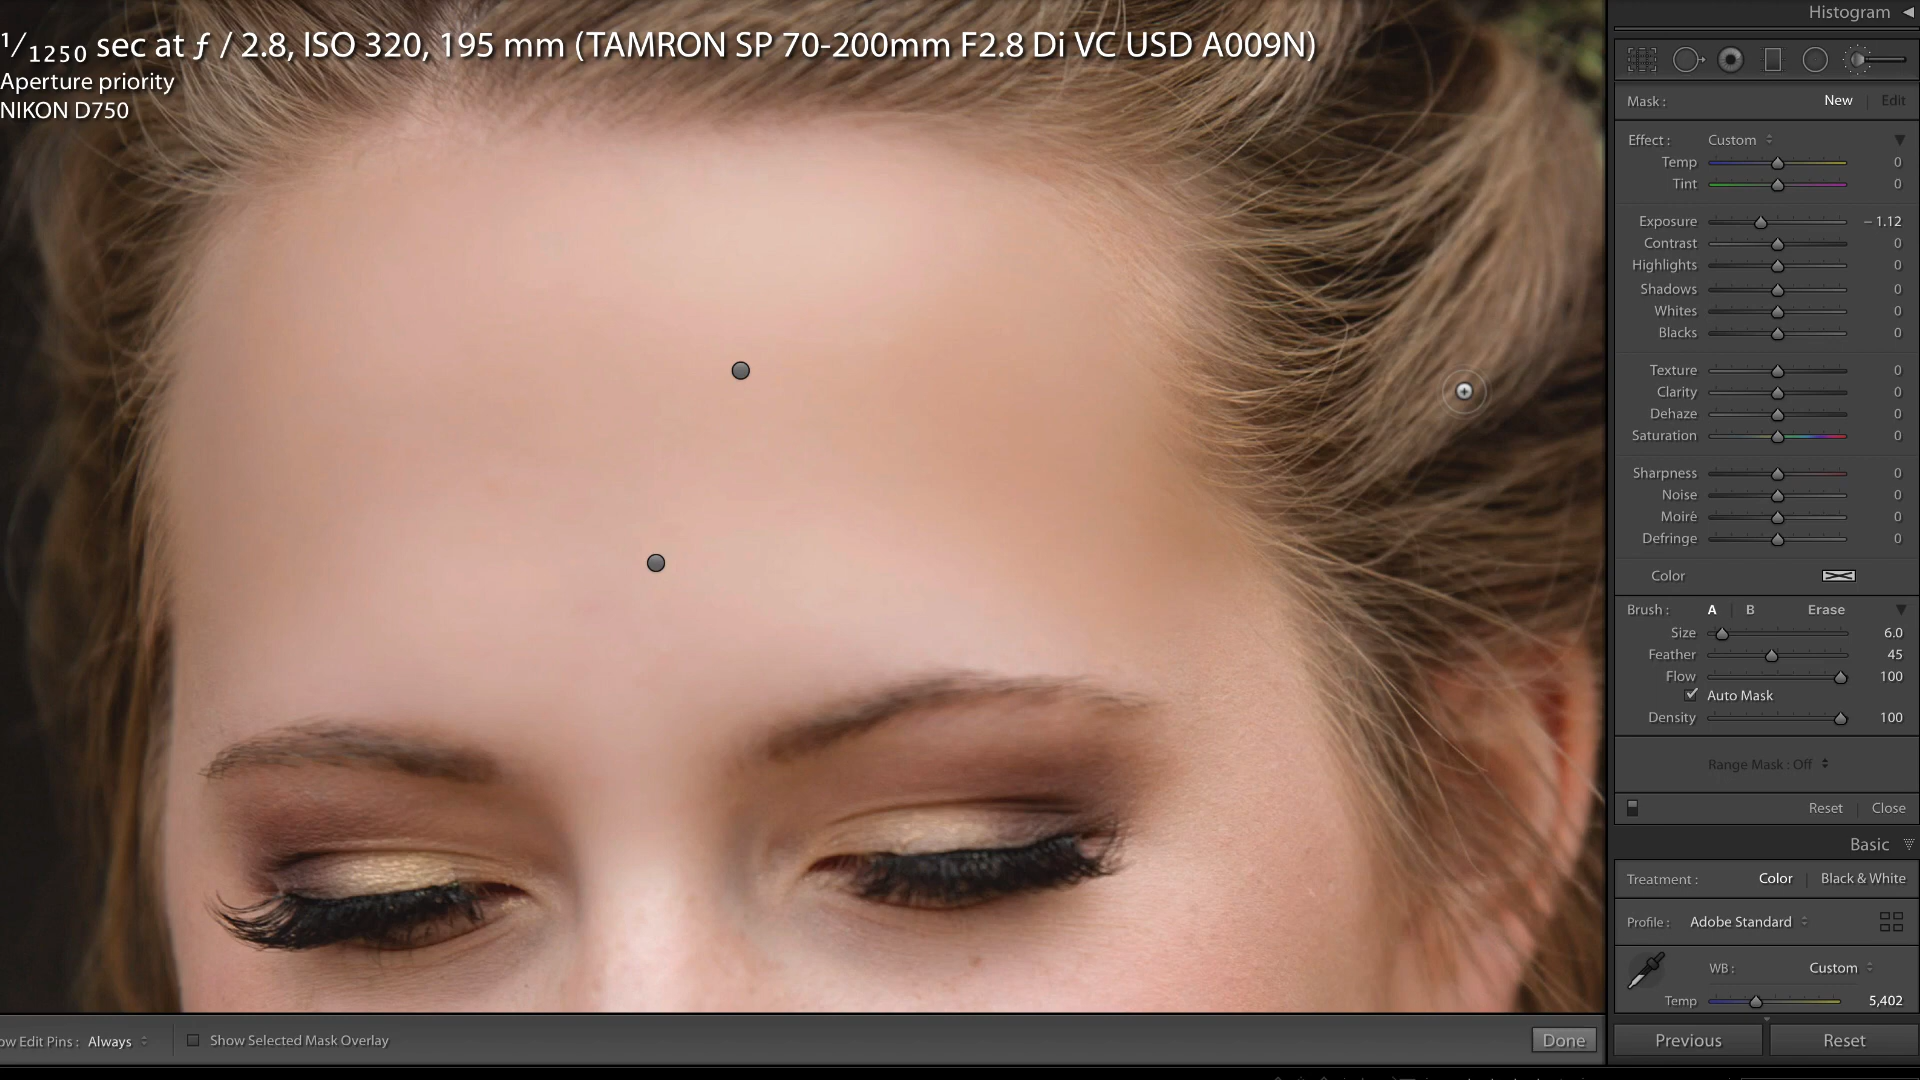 1/1250 sec at ƒ / 2.8, ISO 320, 195 mm (TAMRON SP 70-200mm F2.8 Di VC USD A009N)
Aperture priority
NIKON D750
Histogram
Mask : New Edit
Effect : Custom
Temp 0
Tint 0
Exposure – 1.12
Contrast 0
Highlights 0
Shadows 0
Whites 0
Blacks 0
Texture 0
Clarity 0
Dehaze 0
Saturation 0
Sharpness 0
Noise 0
Moiré 0
Defringe 0
Color
Brush : A B Erase
Size 6.0
Feather 45
Flow 100
Auto Mask
Density 100
Range Mask : Off
Reset Close
Basic
Treatment : Color Black & White
Profile : Adobe Standard
WB : Custom
Temp 5,402
ow Edit Pins : Always Show Selected Mask Overlay Done
Previous Reset